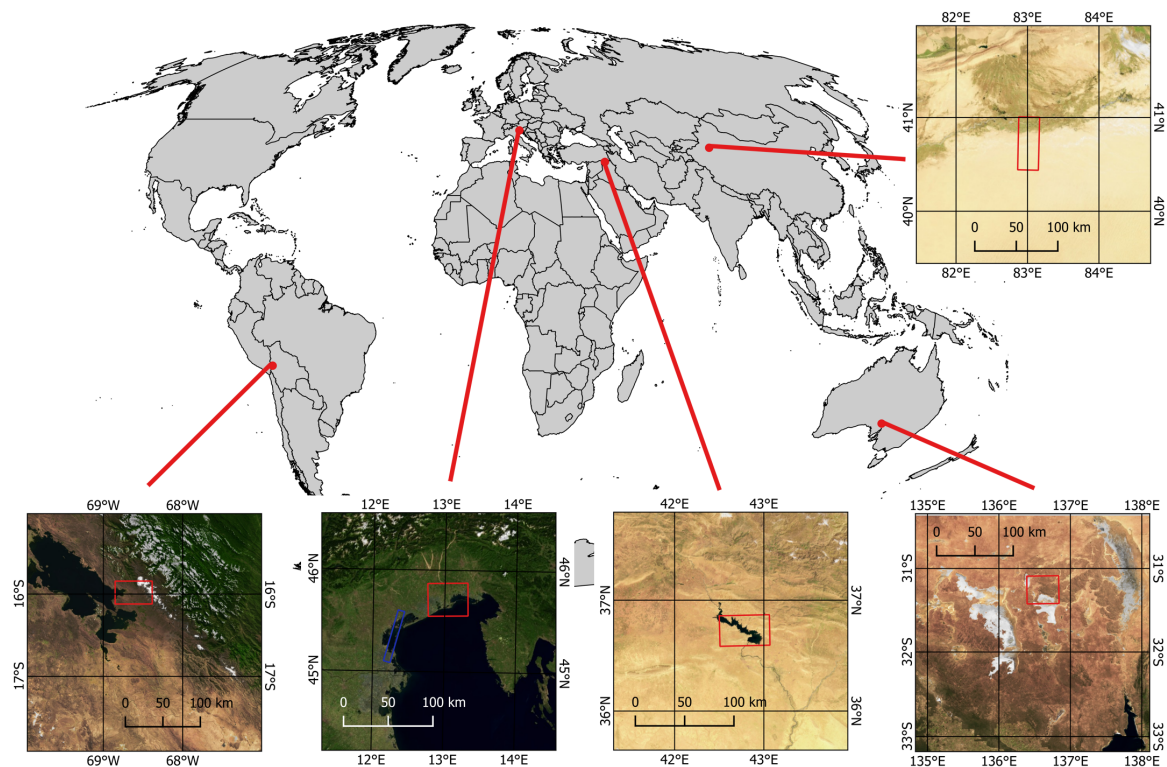 82°E 83°E 84°E
41°N 41°N
40°N 40°N
0 50 100 km
82°E 83°E 84°E
69°W 68°W
16°S 16°S
17°S 17°S
0 50 100 km
69°W 68°W
12°E 13°E 14°E
46°N 46°N
45°N 45°N
0 50 100 km
12°E 13°E 14°E
42°E 43°E
37°N 37°N
36°N 36°N
0 50 100 km
42°E 43°E
135°E 136°E 137°E 138°E
0 50 100 km
31°S 31°S
32°S 32°S
33°S 33°S
135°E 136°E 137°E 138°E